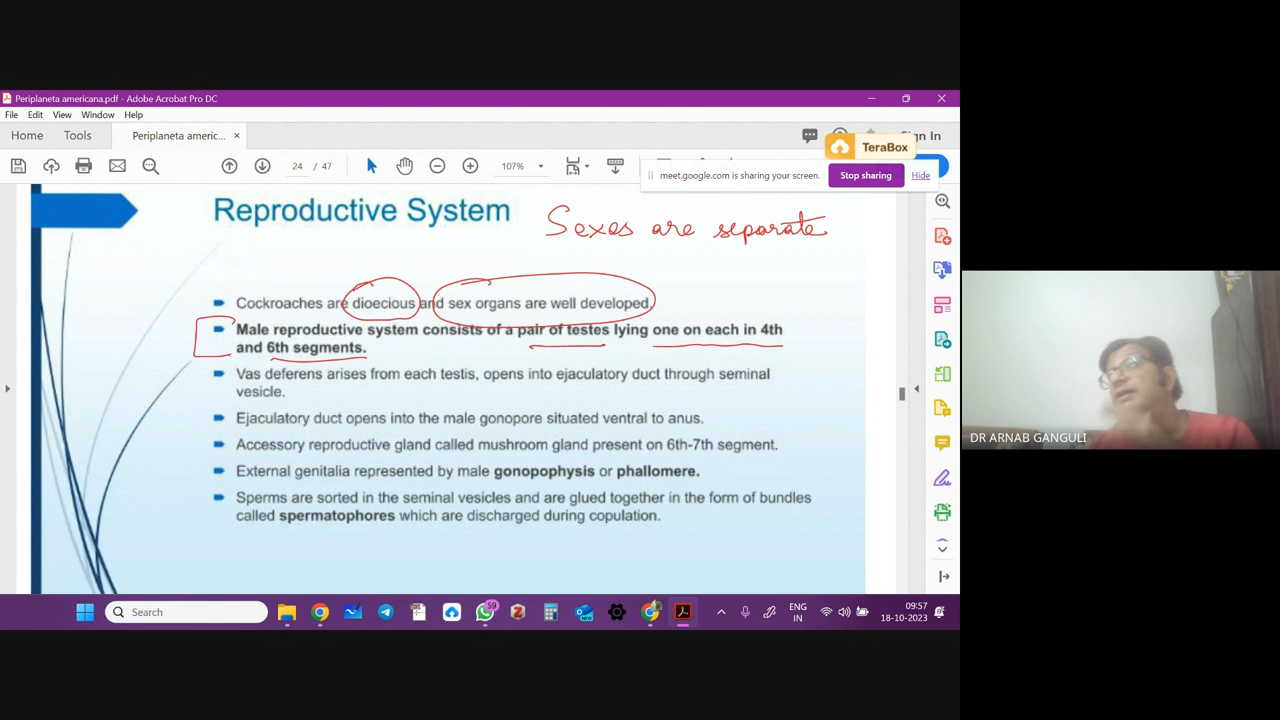 Periplaneta americana.pdf - Adobe Acrobat Pro DC
File Edit View Window Help
Home Tools Periplaneta americ... × Sign In
TeraBox
24 / 47 107%
meet.google.com is sharing your screen. Stop sharing Hide
Reproductive System
Sexes are separate
Cockroaches are dioecious and sex organs are well developed.
Male reproductive system consists of a pair of testes lying one on each in 4th
and 6th segments.
Vas deferens arises from each testis, opens into ejaculatory duct through seminal
vesicle.
Ejaculatory duct opens into the male gonopore situated ventral to anus.
Accessory reproductive gland called mushroom gland present on 6th-7th segment.
External genitalia represented by male gonopophysis or phallomere.
Sperms are sorted in the seminal vesicles and are glued together in the form of bundles
called spermatophores which are discharged during copulation.
DR ARNAB GANGULI
Search
59
ENG
IN
09:57
18-10-2023